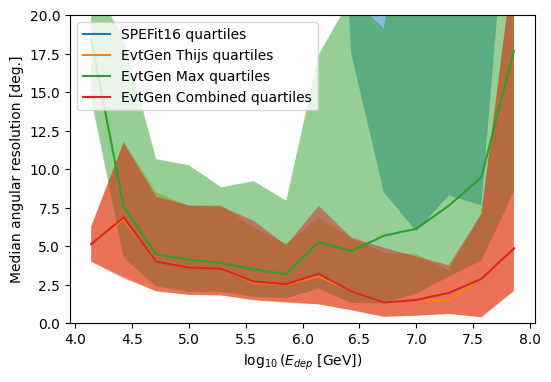 20.0
17.5
15.0
12.5
10.0
7.5
5.0
2.5
0.0
Median angular resolution [deg.]
SPEFit16 quartiles
EvtGen Thijs quartiles
EvtGen Max quartiles
EvtGen Combined quartiles
4.0 4.5 5.0 5.5 6.0 6.5 7.0 7.5 8.0
log10 (Edep [GeV])